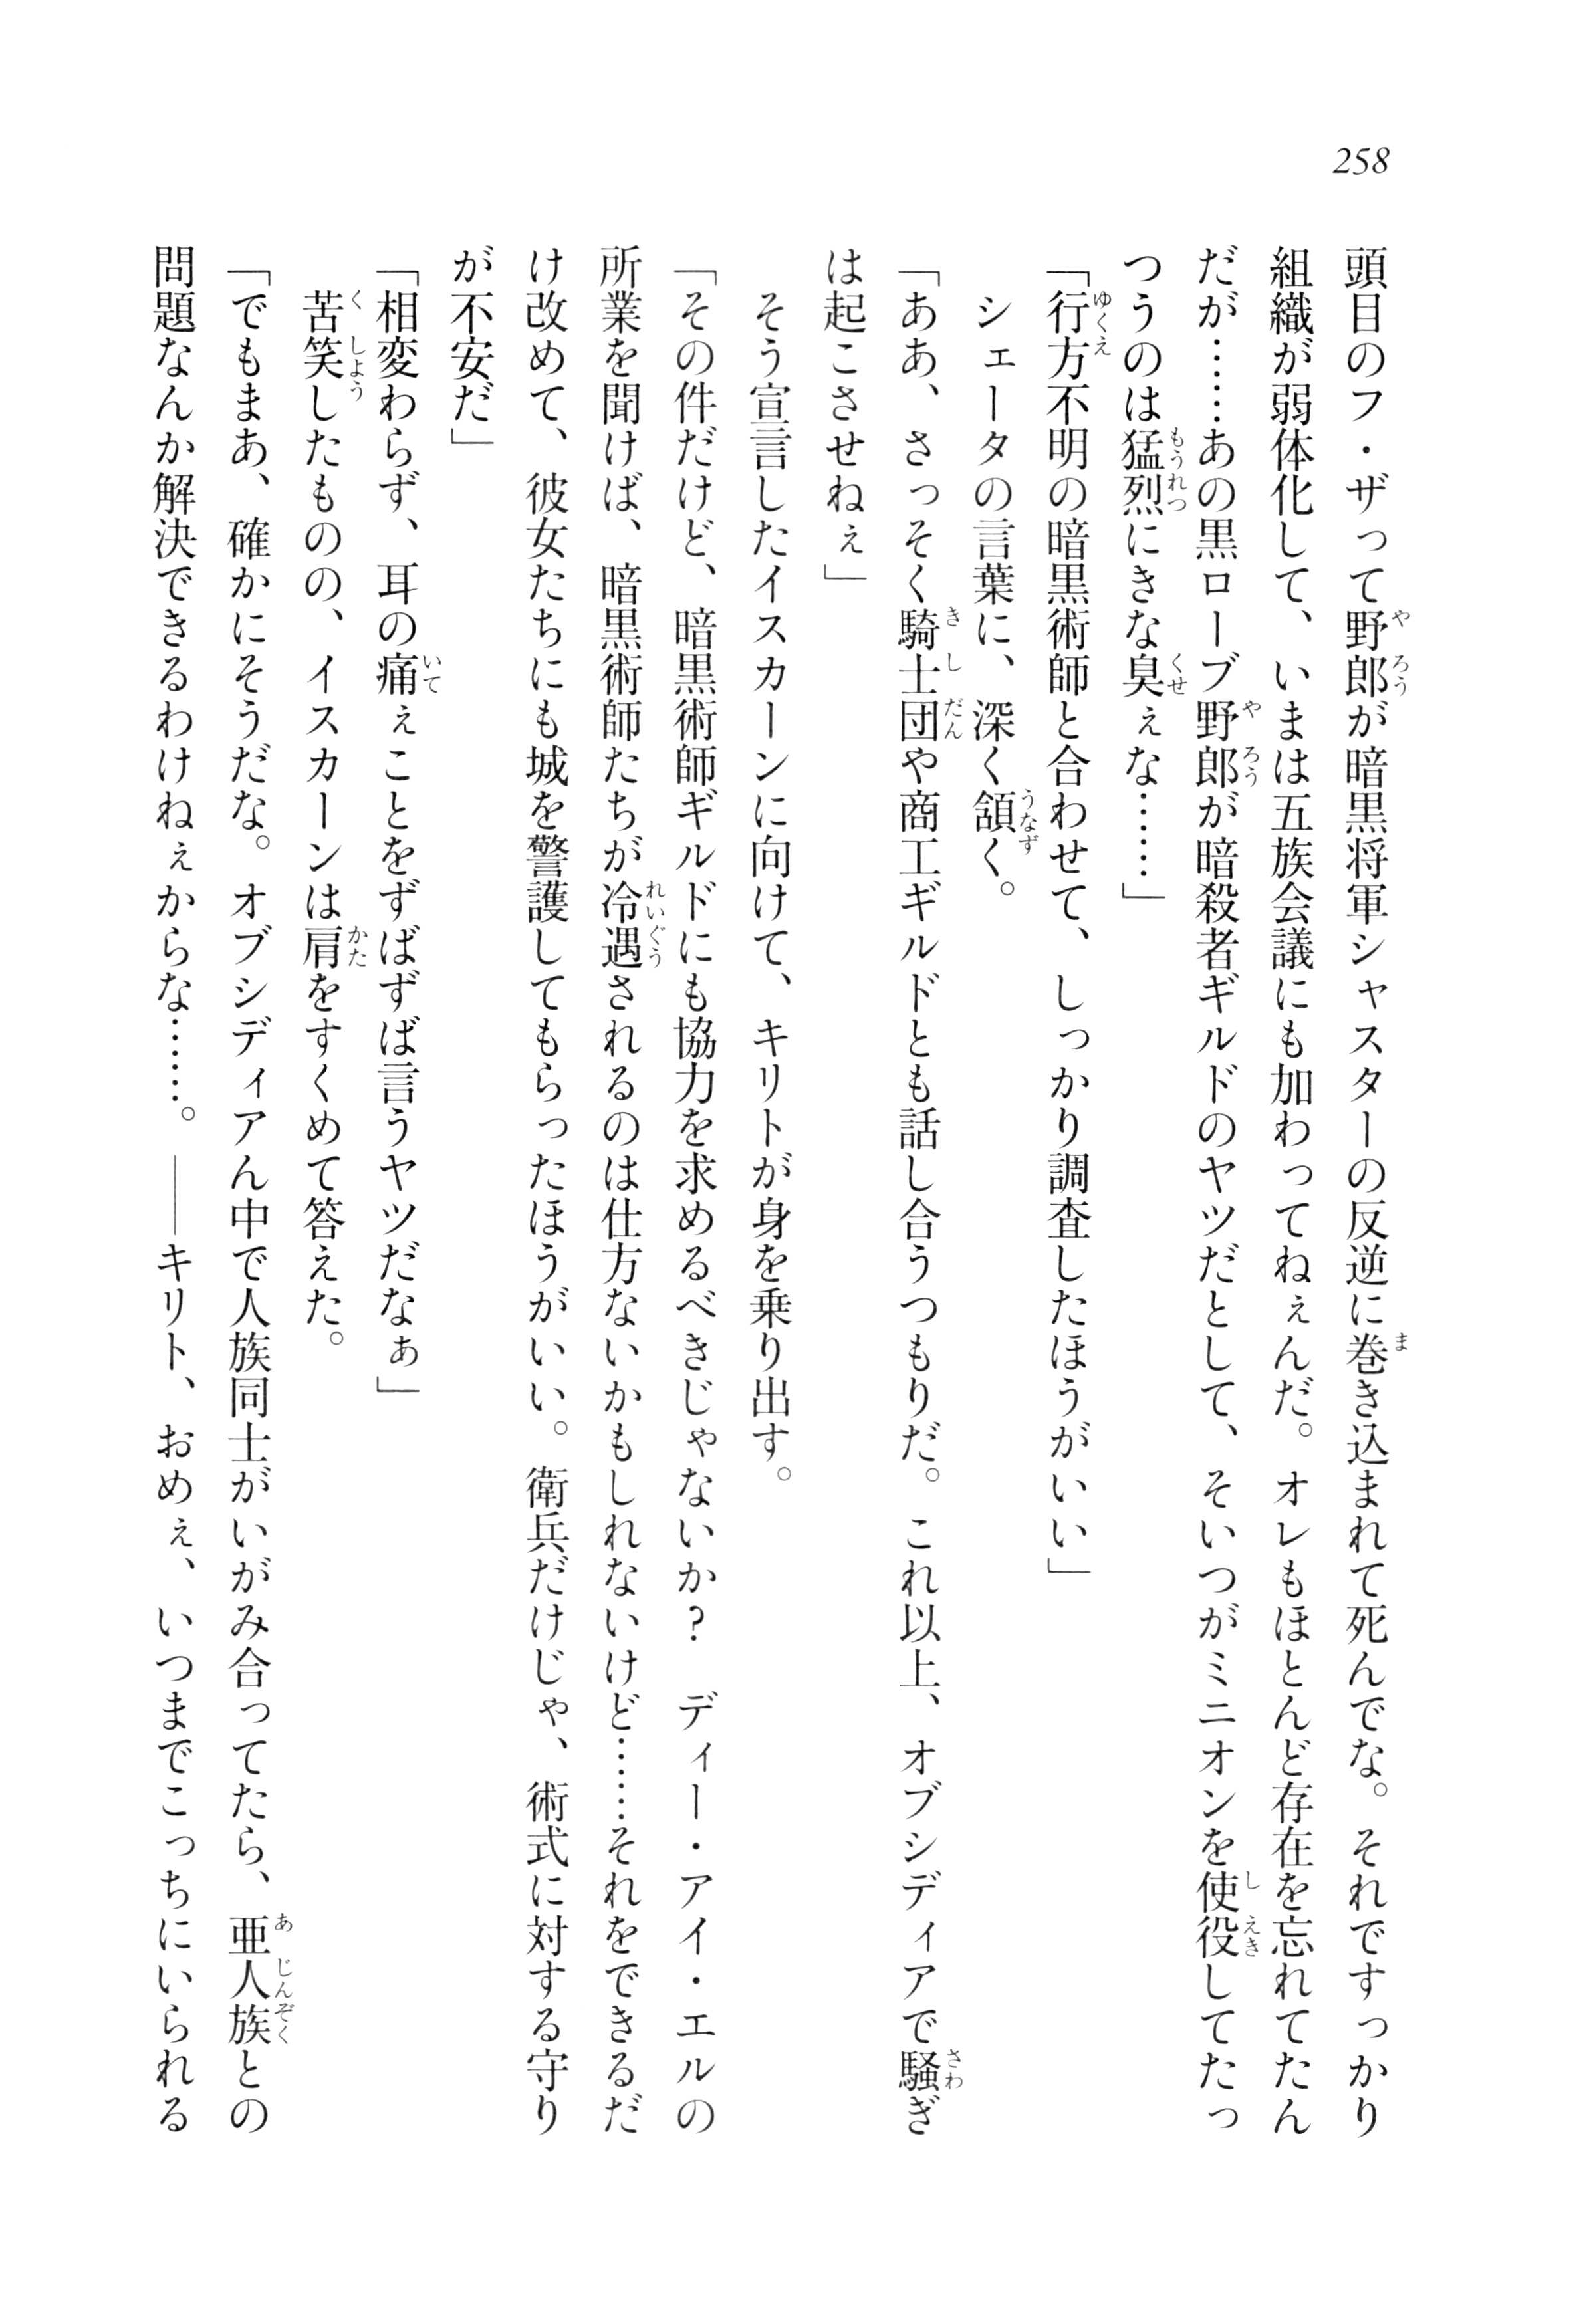 258
頭目のフ・ザって野郎が暗黒将軍シャスターの反逆に巻き込まれて死んでな。それですっかり
組織が弱体化して、いまは五族会議にも加わってねぇんだ。オレもほとんど存在を忘れてたん
だが……あの黒ローブ野郎が暗殺者ギルドのヤツだとして、そいつがミニオンを使役してたっ
つうのは猛烈にきな臭ぇな……」
「行方不明の暗黒術師と合わせて、しっかり調査したほうがいい」
シェータの言葉に、深く頷く。
「ああ、さっそく騎士団や商工ギルドとも話し合うつもりだ。これ以上、オブシディアで騒ぎ
は起こさせねぇ」
そう宣言したイスカーンに向けて、キリトが身を乗り出す。
「その件だけど、暗黒術師ギルドにも協力を求めるべきじゃないか？　ディー・アイ・エルの
所業を聞けば、暗黒術師たちが冷遇されるのは仕方ないかもしれないけど……それをできるだ
け改めて、彼女たちにも城を警護してもらったほうがいい。衛兵だけじゃ、術式に対する守り
が不安だ」
「相変わらず、耳の痛ぇことをずばずば言うヤツだなぁ」
苦笑したものの、イスカーンは肩をすくめて答えた。
「でもまあ、確かにそうだな。オブシディアん中で人族同士がいがみ合ってたら、亜人族との
問題なんか解決できるわけねぇからな……。――キリト、おめぇ、いつまでこっちにいられる